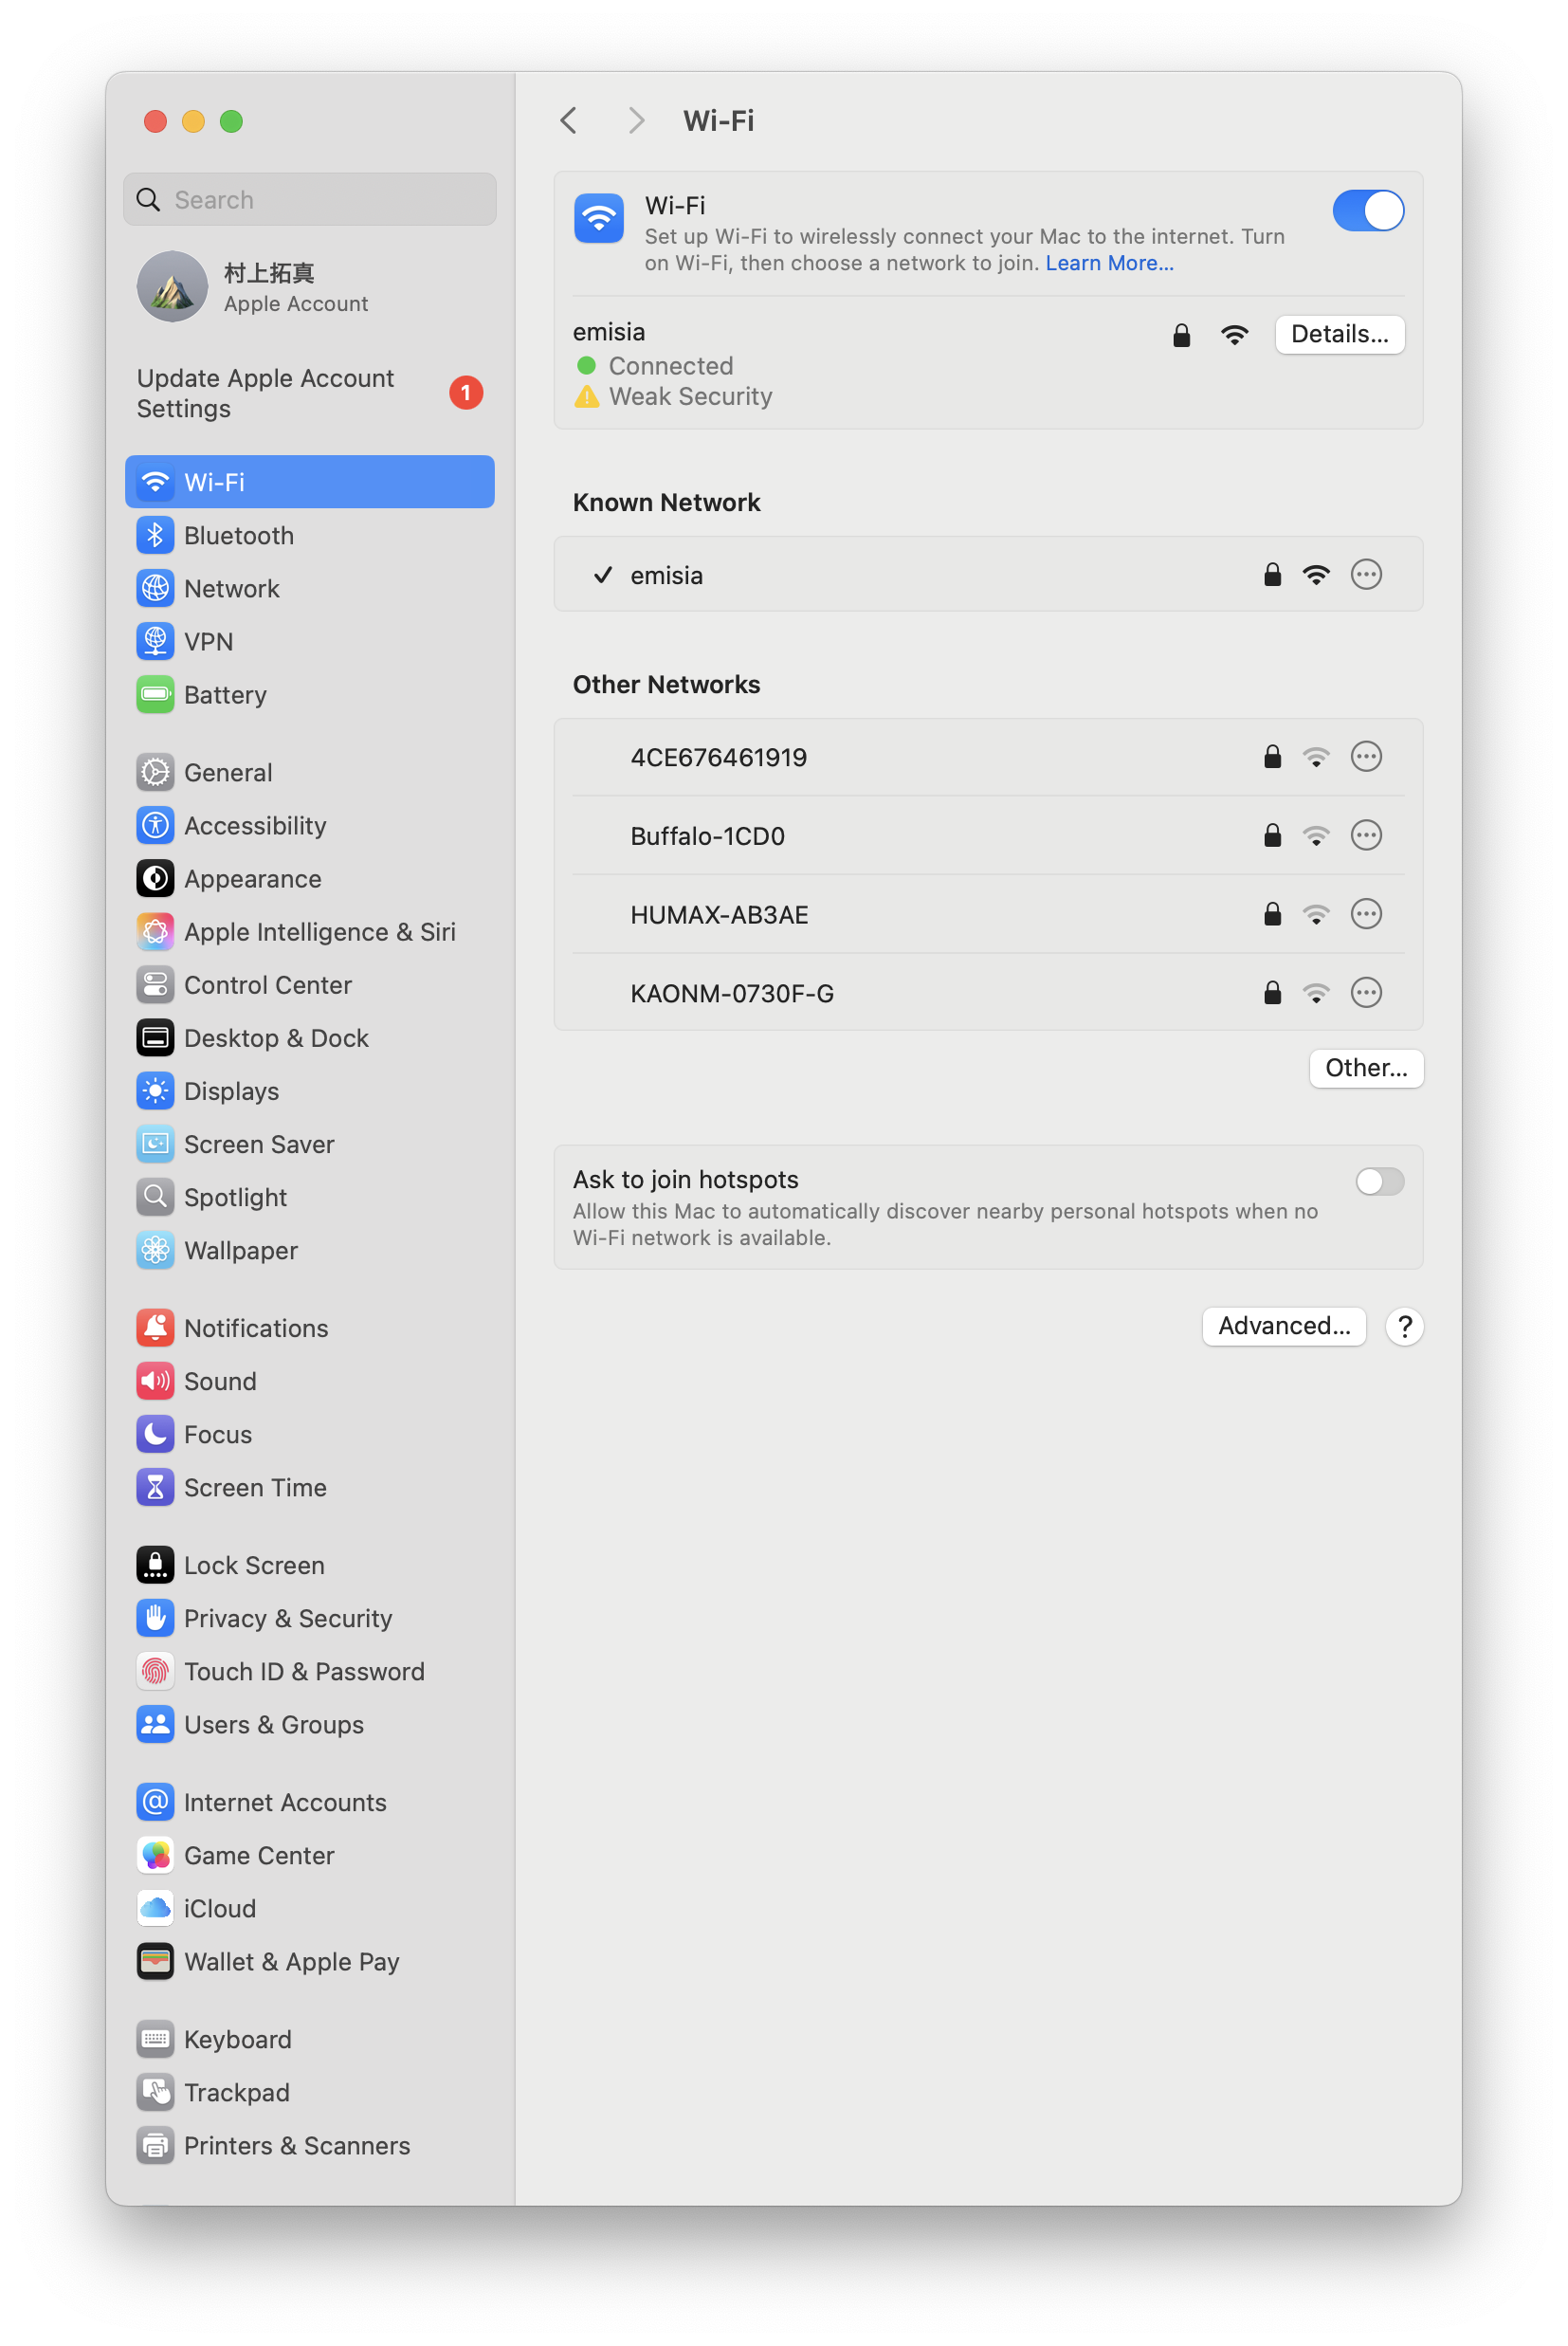 Search
村上拓真
Apple Account
Update Apple Account
Settings
1
Wi-Fi
Bluetooth
Network
VPN
Battery
General
Accessibility
Appearance
Apple Intelligence & Siri
Control Center
Desktop & Dock
Displays
Screen Saver
Spotlight
Wallpaper
Notifications
Sound
Focus
Screen Time
Lock Screen
Privacy & Security
Touch ID & Password
Users & Groups
Internet Accounts
Game Center
iCloud
Wallet & Apple Pay
Keyboard
Trackpad
Printers & Scanners
Wi-Fi
Wi-Fi
Set up Wi-Fi to wirelessly connect your Mac to the internet. Turn
on Wi-Fi, then choose a network to join. Learn More...
emisia
Details...
Connected
Weak Security
Known Network
emisia
Other Networks
4CE676461919
Buffalo-1CD0
HUMAX-AB3AE
KAONM-0730F-G
Other...
Ask to join hotspots
Allow this Mac to automatically discover nearby personal hotspots when no
Wi-Fi network is available.
Advanced...
?